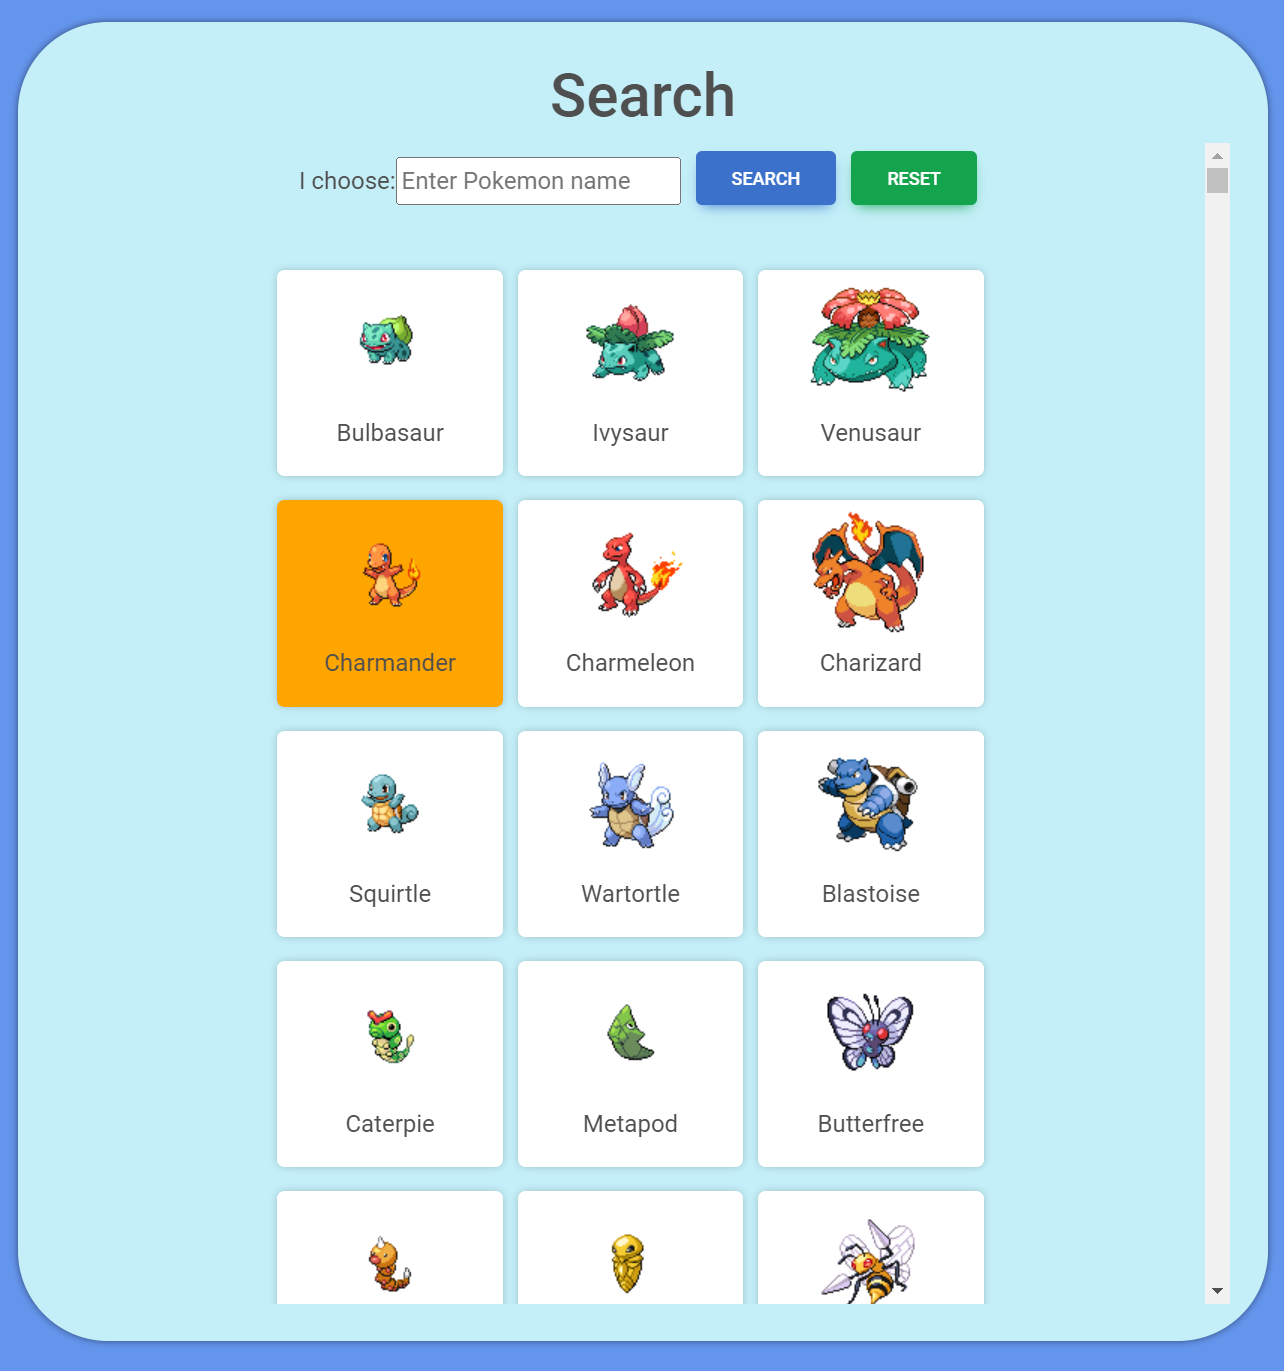 Search
I choose: Enter Pokemon name SEARCH RESET
Bulbasaur Ivysaur Venusaur
Charmander Charmeleon Charizard
Squirtle Wartortle Blastoise
Caterpie Metapod Butterfree